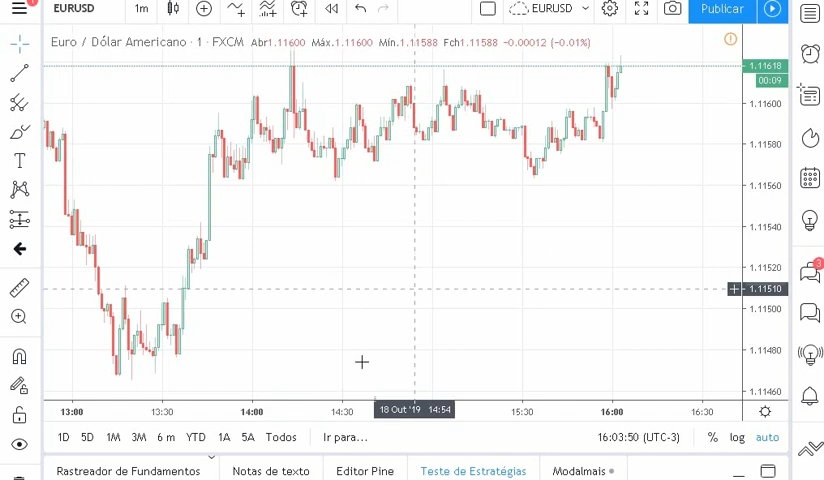 EURUSD 1m EURUSD Publicar
1
Euro / Dólar Americano · 1 · FXCM Abr1.11600 Máx.1.11600 Mín.1.11588 Fch1.11588 −0.00012 (−0.01%)
1.11618
00:09
1.11600
1.11580
1.11560
1.11540
1.11520
1.11510
1.11500
1.11480
1.11460
3
13:00 13:30 14:00 14:30 18 Out '19 14:54 15:30 16:00 16:30
1D 5D 1M 3M 6 m YTD 1A 5A Todos Ir para... 16:03:50 (UTC-3) % log auto
Rastreador de Fundamentos Notas de texto Editor Pine Teste de Estratégias Modalmais